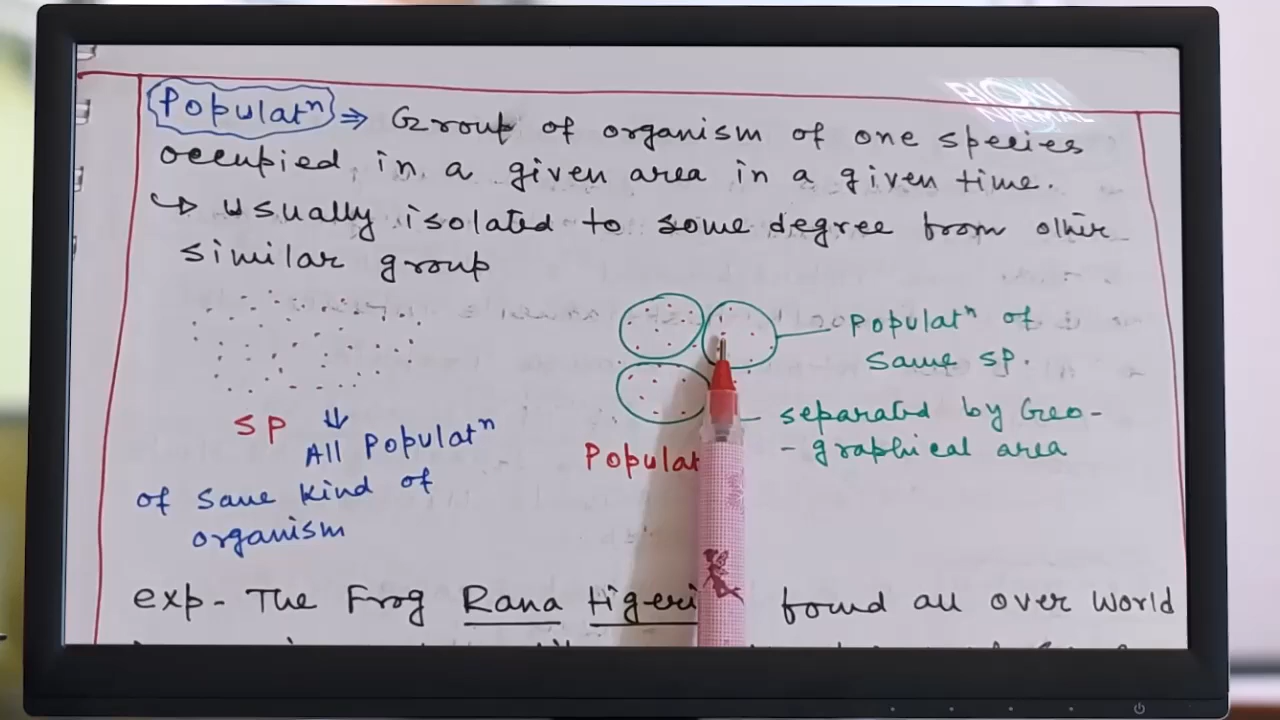 Populatⁿ ⇒ Group of organism of one species
occupied in a given area in a given time.
↳ Usually isolated to some degree from other
similar group
Populatⁿ of
Same sp.
SP ⇓
All Populatⁿ
of Same kind of
organism
separated by Geo-
- graphical area
Populat
exp- The Frog Rana tigeri found all over World